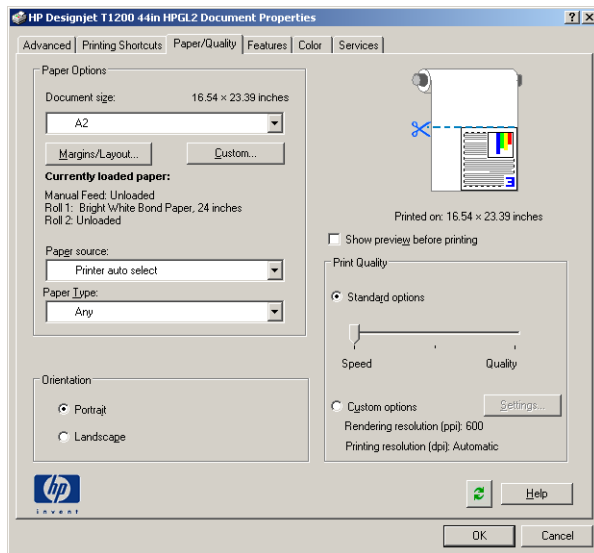 HP Designjet T1200 44in HPGL2 Document Properties
Advanced Printing Shortcuts Paper/Quality Features Color Services
Paper Options
Document size: 16.54 × 23.39 inches
A2
Margins/Layout... Custom...
Currently loaded paper:
Manual Feed: Unloaded
Roll 1: Bright White Bond Paper, 24 inches
Roll 2: Unloaded
Paper source:
Printer auto select
Paper Type:
Any
Orientation
Portrait
Landscape
hp
invent
3
Printed on: 16.54 × 23.39 inches
Show preview before printing
Print Quality
Standard options
Speed Quality
Custom options Settings...
Rendering resolution (ppi): 600
Printing resolution (dpi): Automatic
Help
OK Cancel